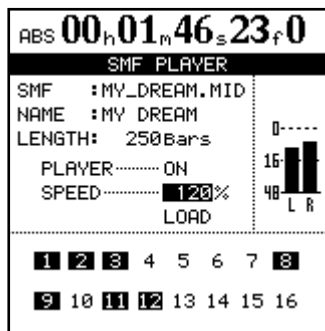 ABS 00h01m46s23f0
SMF PLAYER
SMF :MY_DREAM.MID
NAME :MY DREAM
LENGTH: 250Bars
PLAYER ON
SPEED 120%
LOAD
0
16
48
L R
1 2 3 4 5 6 7 8
9 10 11 12 13 14 15 16